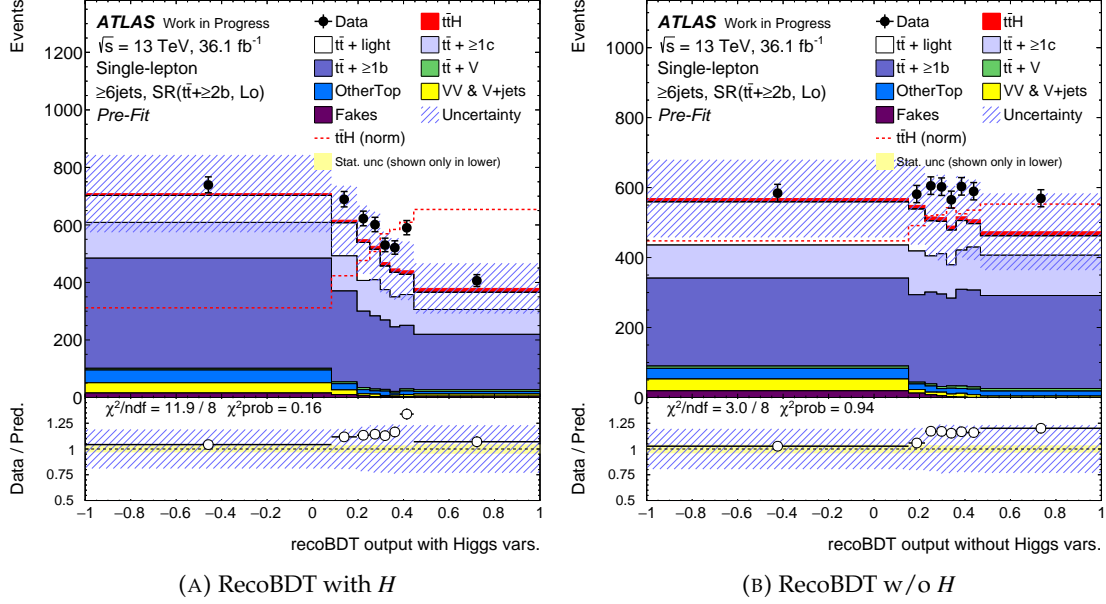 Events
ATLAS Work in Progress
√s = 13 TeV, 36.1 fb⁻¹
Single-lepton
≥6jets, SR(tt̄+≥2b, Lo)
Pre-Fit
Data
tt̄H
tt̄ + light
tt̄ + ≥1c
tt̄ + ≥1b
tt̄ + V
OtherTop
VV & V+jets
Fakes
Uncertainty
tt̄H (norm)
Stat. unc (shown only in lower)
1200
1000
800
600
400
200
0
χ²/ndf = 11.9 / 8 χ²prob = 0.16
Data / Pred.
1.25
1
0.75
0.5
−1 −0.8 −0.6 −0.4 −0.2 0 0.2 0.4 0.6 0.8 1
recoBDT output with Higgs vars.
(A) RecoBDT with H
Events
ATLAS Work in Progress
√s = 13 TeV, 36.1 fb⁻¹
Single-lepton
≥6jets, SR(tt̄+≥2b, Lo)
Pre-Fit
Data
tt̄H
tt̄ + light
tt̄ + ≥1c
tt̄ + ≥1b
tt̄ + V
OtherTop
VV & V+jets
Fakes
Uncertainty
tt̄H (norm)
Stat. unc (shown only in lower)
1000
800
600
400
200
0
χ²/ndf = 3.0 / 8 χ²prob = 0.94
Data / Pred.
1.25
1
0.75
0.5
−1 −0.8 −0.6 −0.4 −0.2 0 0.2 0.4 0.6 0.8 1
recoBDT output without Higgs vars.
(B) RecoBDT w/o H